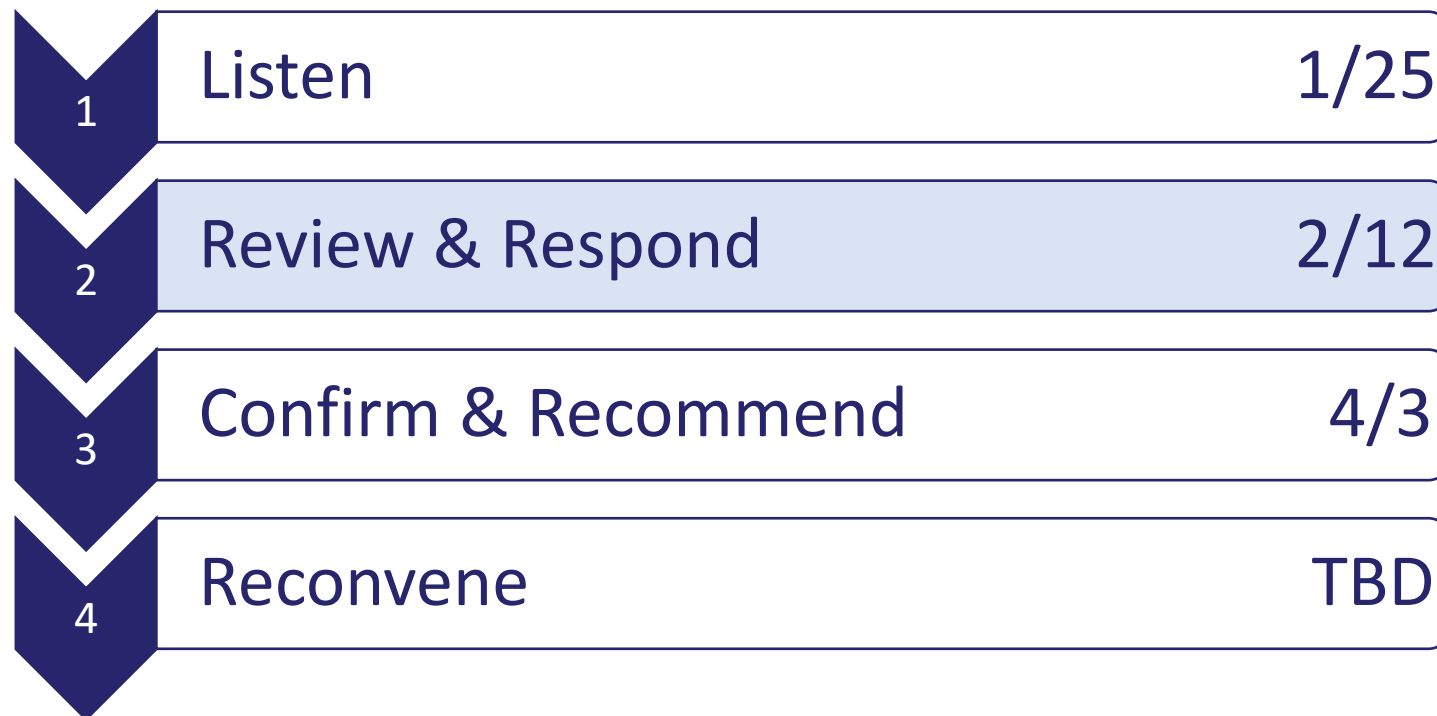 1 Listen 1/25
2 Review & Respond 2/12
3 Confirm & Recommend 4/3
4 Reconvene TBD